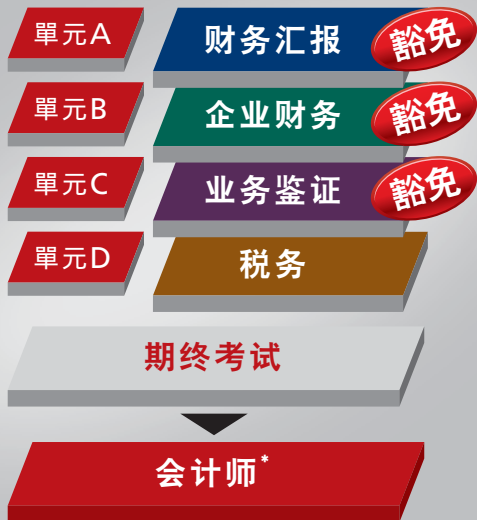 單元A 财务汇报 豁免
單元B 企业财务 豁免
單元C 业务鉴证 豁免
單元D 税务
期终考试
会计师*